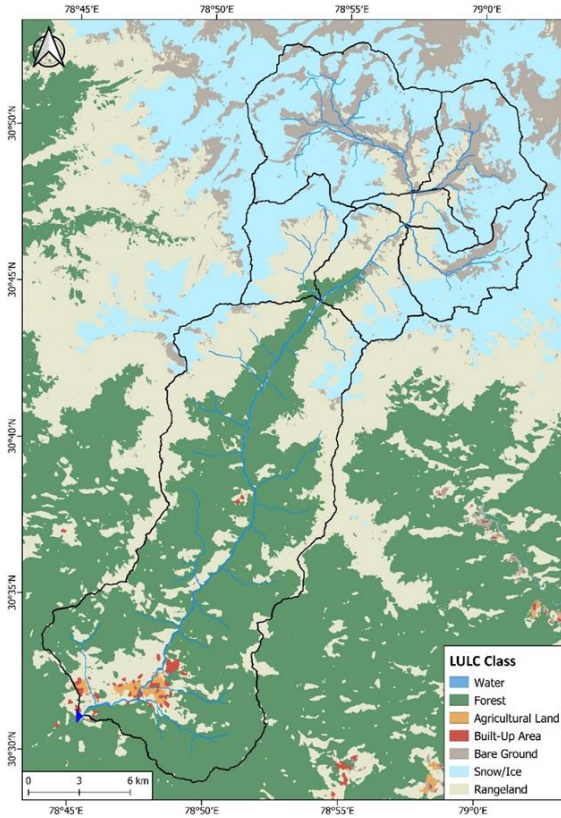 78°45'E 78°50'E 78°55'E 79°0'E
30°50'N
30°45'N
30°40'N
30°35'N
30°30'N
LULC Class
Water
Forest
Agricultural Land
Built-Up Area
Bare Ground
Snow/Ice
Rangeland
0 3 6 km
78°45'E 78°50'E 78°55'E 79°0'E